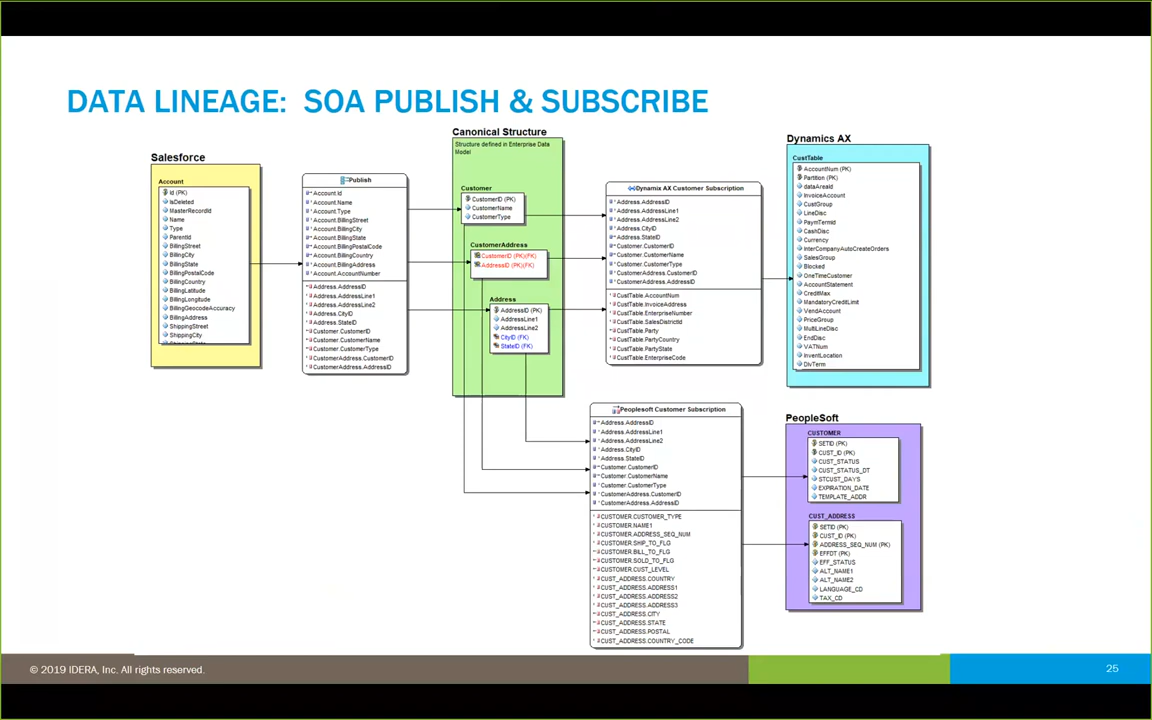 DATA LINEAGE: SOA PUBLISH & SUBSCRIBE
Salesforce
Account
Id (PK)
IsDeleted
MasterRecordId
Name
Type
ParentId
BillingStreet
BillingCity
BillingState
BillingPostalCode
BillingCountry
BillingLatitude
BillingLongitude
BillingGeocodeAccuracy
BillingAddress
ShippingStreet
ShippingCity
Publish
Account.Id
Account.Name
Account.Type
Account.BillingStreet
Account.BillingCity
Account.BillingState
Account.BillingPostalCode
Account.BillingCountry
Account.BillingAddress
Account.AccountNumber
Address.AddressID
Address.AddressLine1
Address.AddressLine2
Address.CityID
Address.StateID
Customer.CustomerID
Customer.CustomerName
Customer.CustomerType
CustomerAddress.CustomerID
CustomerAddress.AddressID
Canonical Structure
Structure defined in Enterprise Data
Model
Customer
CustomerID (PK)
CustomerName
CustomerType
CustomerAddress
CustomerID (PK)(FK)
AddressID (PK)(FK)
Address
AddressID (PK)
AddressLine1
AddressLine2
CityID (FK)
StateID (FK)
Dynamix AX Customer Subscription
Address.AddressID
Address.AddressLine1
Address.AddressLine2
Address.CityID
Address.StateID
Customer.CustomerID
Customer.CustomerName
Customer.CustomerType
CustomerAddress.CustomerID
CustomerAddress.AddressID
CustTable.AccountNum
CustTable.InvoiceAddress
CustTable.EnterpriseNumber
CustTable.SalesDistrictId
CustTable.Party
CustTable.PartyCountry
CustTable.PartyState
CustTable.EnterpriseCode
Dynamics AX
CustTable
AccountNum (PK)
Partition (PK)
dataAreaId
InvoiceAccount
CustGroup
LineDisc
PaymTermId
CashDisc
Currency
InterCompanyAutoCreateOrders
SalesGroup
Blocked
OneTimeCustomer
AccountStatement
CreditMax
MandatoryCreditLimit
VendAccount
PriceGroup
MultiLineDisc
EndDisc
VATNum
InventLocation
DlvTerm
Peoplesoft Customer Subscription
Address.AddressID
Address.AddressLine1
Address.AddressLine2
Address.CityID
Address.StateID
Customer.CustomerID
Customer.CustomerName
Customer.CustomerType
CustomerAddress.CustomerID
CustomerAddress.AddressID
CUSTOMER.CUSTOMER_TYPE
CUSTOMER.NAME1
CUSTOMER.ADDRESS_SEQ_NUM
CUSTOMER.SHIP_TO_FLG
CUSTOMER.BILL_TO_FLG
CUSTOMER.SOLD_TO_FLG
CUSTOMER.CUST_LEVEL
CUST_ADDRESS.COUNTRY
CUST_ADDRESS.ADDRESS1
CUST_ADDRESS.ADDRESS2
CUST_ADDRESS.ADDRESS3
CUST_ADDRESS.CITY
CUST_ADDRESS.STATE
CUST_ADDRESS.POSTAL
CUST_ADDRESS.COUNTRY_CODE
PeopleSoft
CUSTOMER
SETID (PK)
CUST_ID (PK)
CUST_STATUS
CUST_STATUS_DT
STCUST_DAYS
EXPIRATION_DATE
TEMPLATE_ADDR
CUST_ADDRESS
SETID (PK)
CUST_ID (PK)
ADDRESS_SEQ_NUM (PK)
EFFDT (PK)
EFF_STATUS
ALT_NAME1
ALT_NAME2
LANGUAGE_CD
TAX_CD
© 2019 IDERA, Inc. All rights reserved.
25